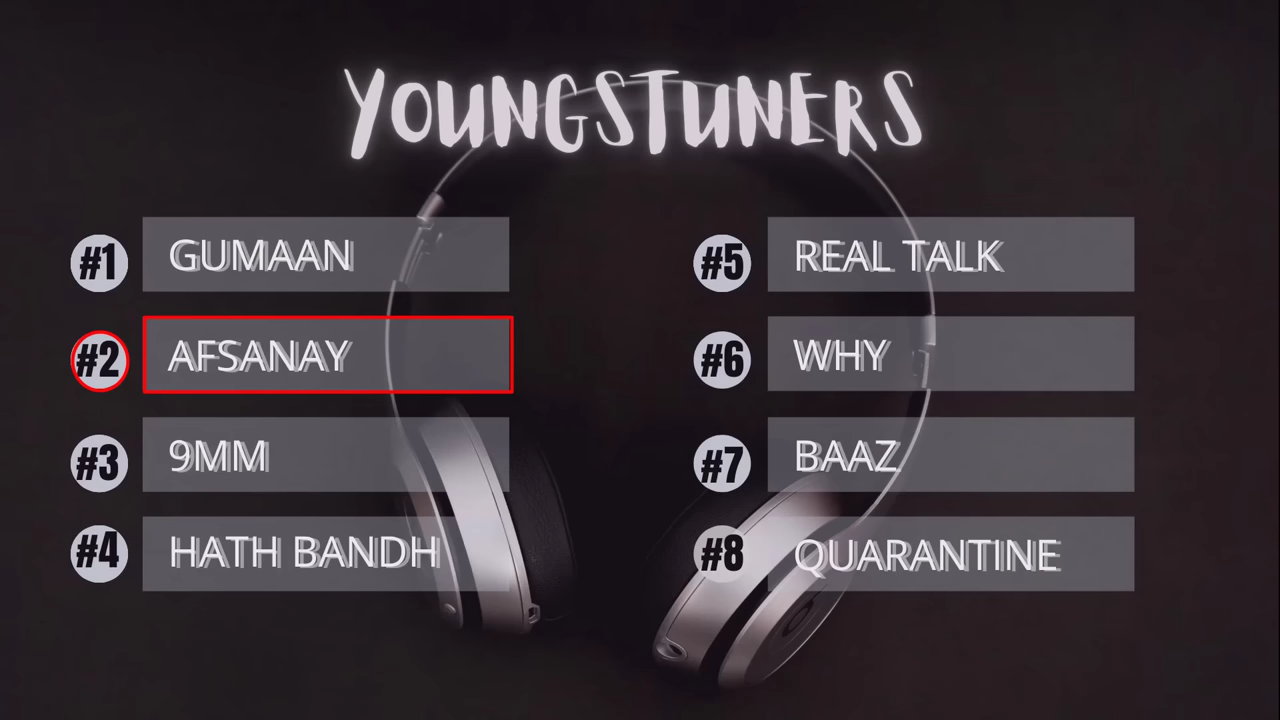 YOUNGSTUNERS
#1 GUMAAN
#2 AFSANAY
#3 9MM
#4 HATH BANDH
#5 REAL TALK
#6 WHY
#7 BAAZ
#8 QUARANTINE